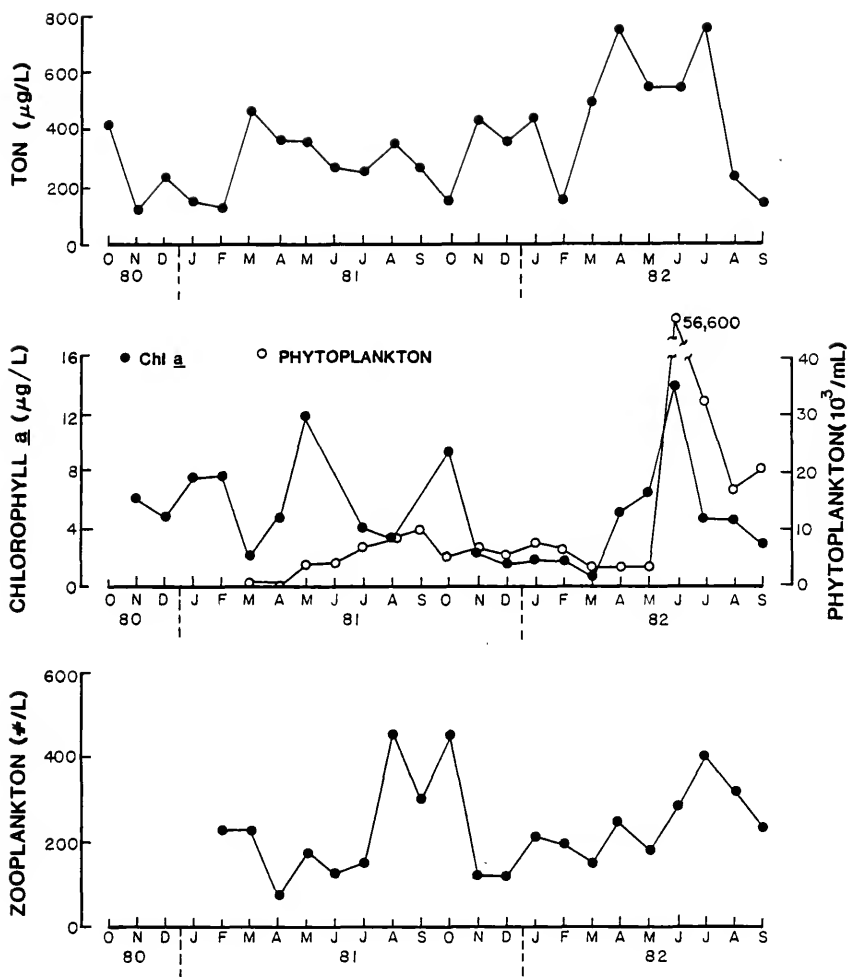 TON (µg/L)
800
600
400
200
0
O N D J F M A M J J A S O N D J F M A M J J A S
80 81 82
CHLOROPHYLL a (µg/L)
16
12
8
4
0
Chl a PHYTOPLANKTON
56,600
40
30
20
10
0
PHYTOPLANKTON(10³/mL)
O N D J F M A M J J A S O N D J F M A M J J A S
80 81 82
ZOOPLANKTON (#/L)
600
400
200
0
O N D J F M A M J J A S O N D J F M A M J J A S
80 81 82